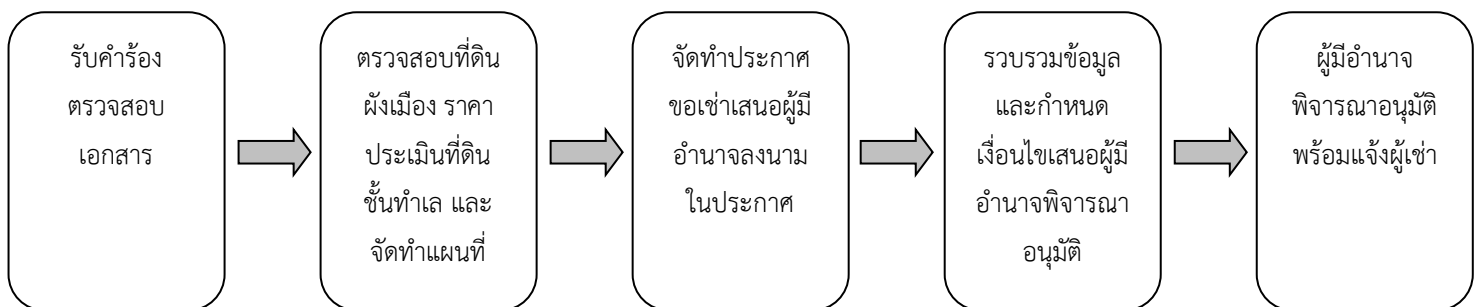 รับคำร้อง
ตรวจสอบ
เอกสาร
ตรวจสอบที่ดิน
ผังเมือง ราคา
ประเมินที่ดิน
ชั้นทำเล และ
จัดทำแผนที่
จัดทำประกาศ
ขอเช่าเสนอผู้มี
อำนาจลงนาม
ในประกาศ
รวบรวมข้อมูล
และกำหนด
เงื่อนไขเสนอผู้มี
อำนาจพิจารณา
อนุมัติ
ผู้มีอำนาจ
พิจารณาอนุมัติ
พร้อมแจ้งผู้เช่า